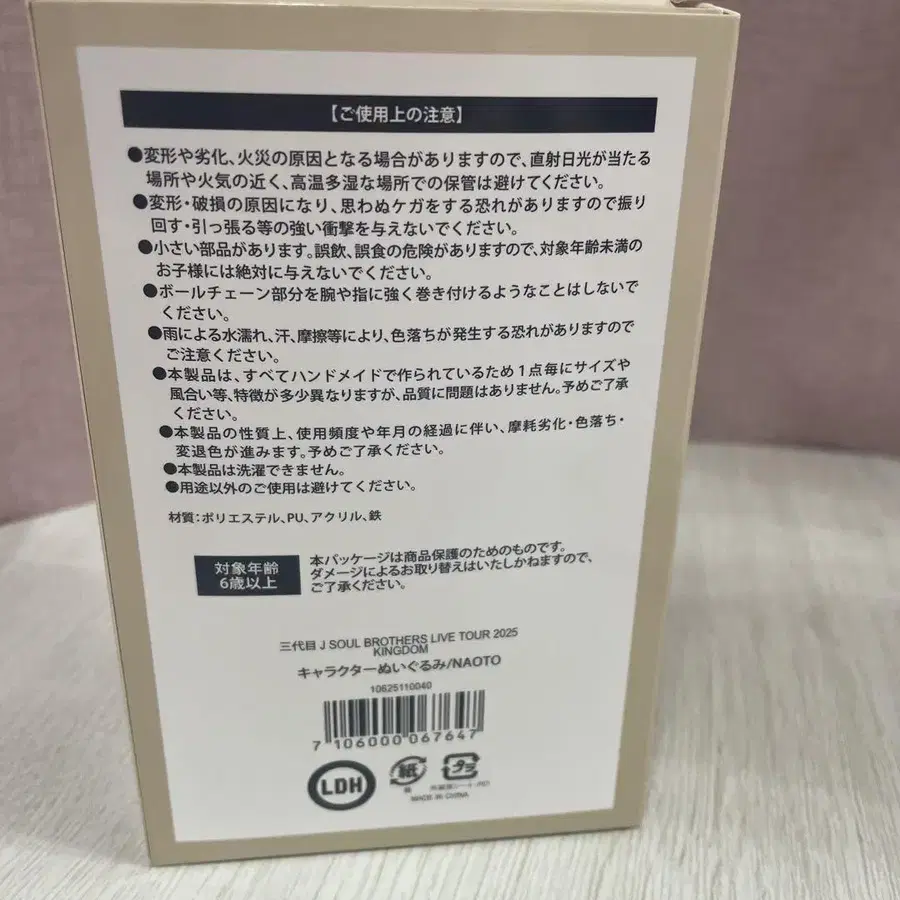 【ご使用上の注意】
●変形や劣化、火災の原因となる場合がありますので、直射日光が当たる
場所や火気の近く、高温多湿な場所での保管は避けてください。
●変形・破損の原因になり、思わぬケガをする恐れがありますので振り
回す・引っ張る等の強い衝撃を与えないでください。
●小さい部品があります。誤飲、誤食の危険がありますので、対象年齢未満の
お子様には絶対に与えないでください。
●ボールチェーン部分を腕や指に強く巻き付けるようなことはしないで
ください。
●雨による水濡れ、汗、摩擦等により、色落ちが発生する恐れがありますので
ご注意ください。
●本製品は、すべてハンドメイドで作られているため1点毎にサイズや
風合い等、特徴が多少異なりますが、品質に問題はありません。予めご了承
ください。
●本製品の性質上、使用頻度や年月の経過に伴い、摩耗劣化・色落ち・
変退色が進みます。予めご了承ください。
●本製品は洗濯できません。
●用途以外のご使用は避けてください。
材質:ポリエステル、PU、アクリル、鉄
対象年齢
6歳以上
本パッケージは商品保護のためのものです。
ダメージによるお取り替えはいたしかねますので、
ご了承ください。
三代目 J SOUL BROTHERS LIVE TOUR 2025
KINGDOM
キャラクターぬいぐるみ/NAOTO
10625110040
7 106000 067647
LDH
紙
プラ
MADE IN CHINA